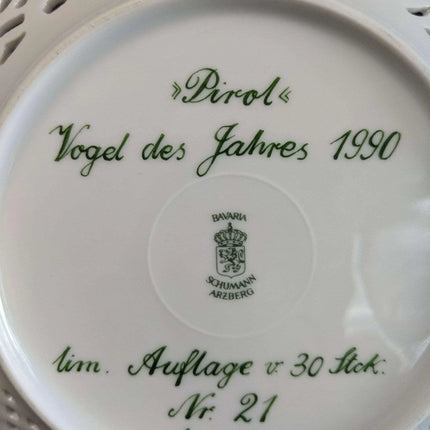 »Pirol«
Vogel des Jahres 1990
BAVARIA
SCHUMANN
ARZBERG
lim. Auflage v. 30 Stck.
Nr. 21